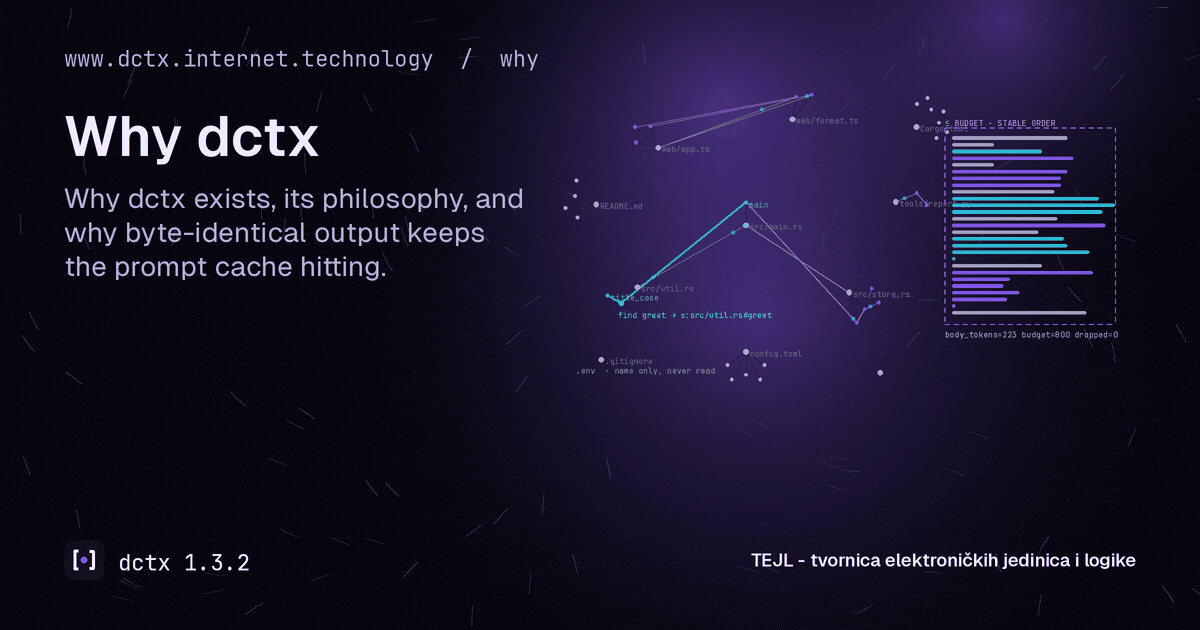 www.dctx.internet.technology / why
Why dctx
Why dctx exists, its philosophy, and
why byte-identical output keeps
the prompt cache hitting.
web/format.ts
web/app.ts
≤ BUDGET · STABLE ORDER
README.md
main
src/main.rs
src/util.rs
title_case
find greet → s:src/util.rs#greet
src/store.rs
body_tokens=223 budget=800 dropped=0
config.toml
.gitignore
.env · name only, never read
dctx 1.3.2
TEJL - tvornica elektroničkih jedinica i logike